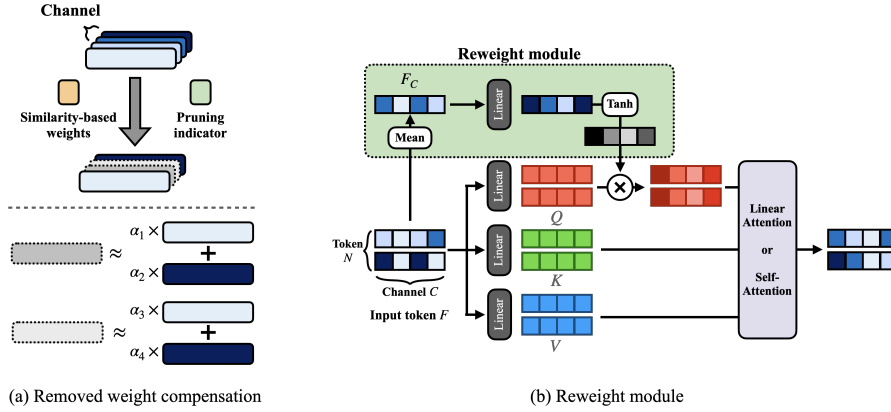 Channel
Similarity-based
weights
Pruning
indicator
≈
α1 ×
+
α2 ×
≈
α3 ×
+
α4 ×
(a) Removed weight compensation
Reweight module
FC
Mean
Linear
Tanh
Linear
Q
×
Linear
K
Linear
V
Token
N
Channel C
Input token F
Linear
Attention
or
Self-
Attention
(b) Reweight module